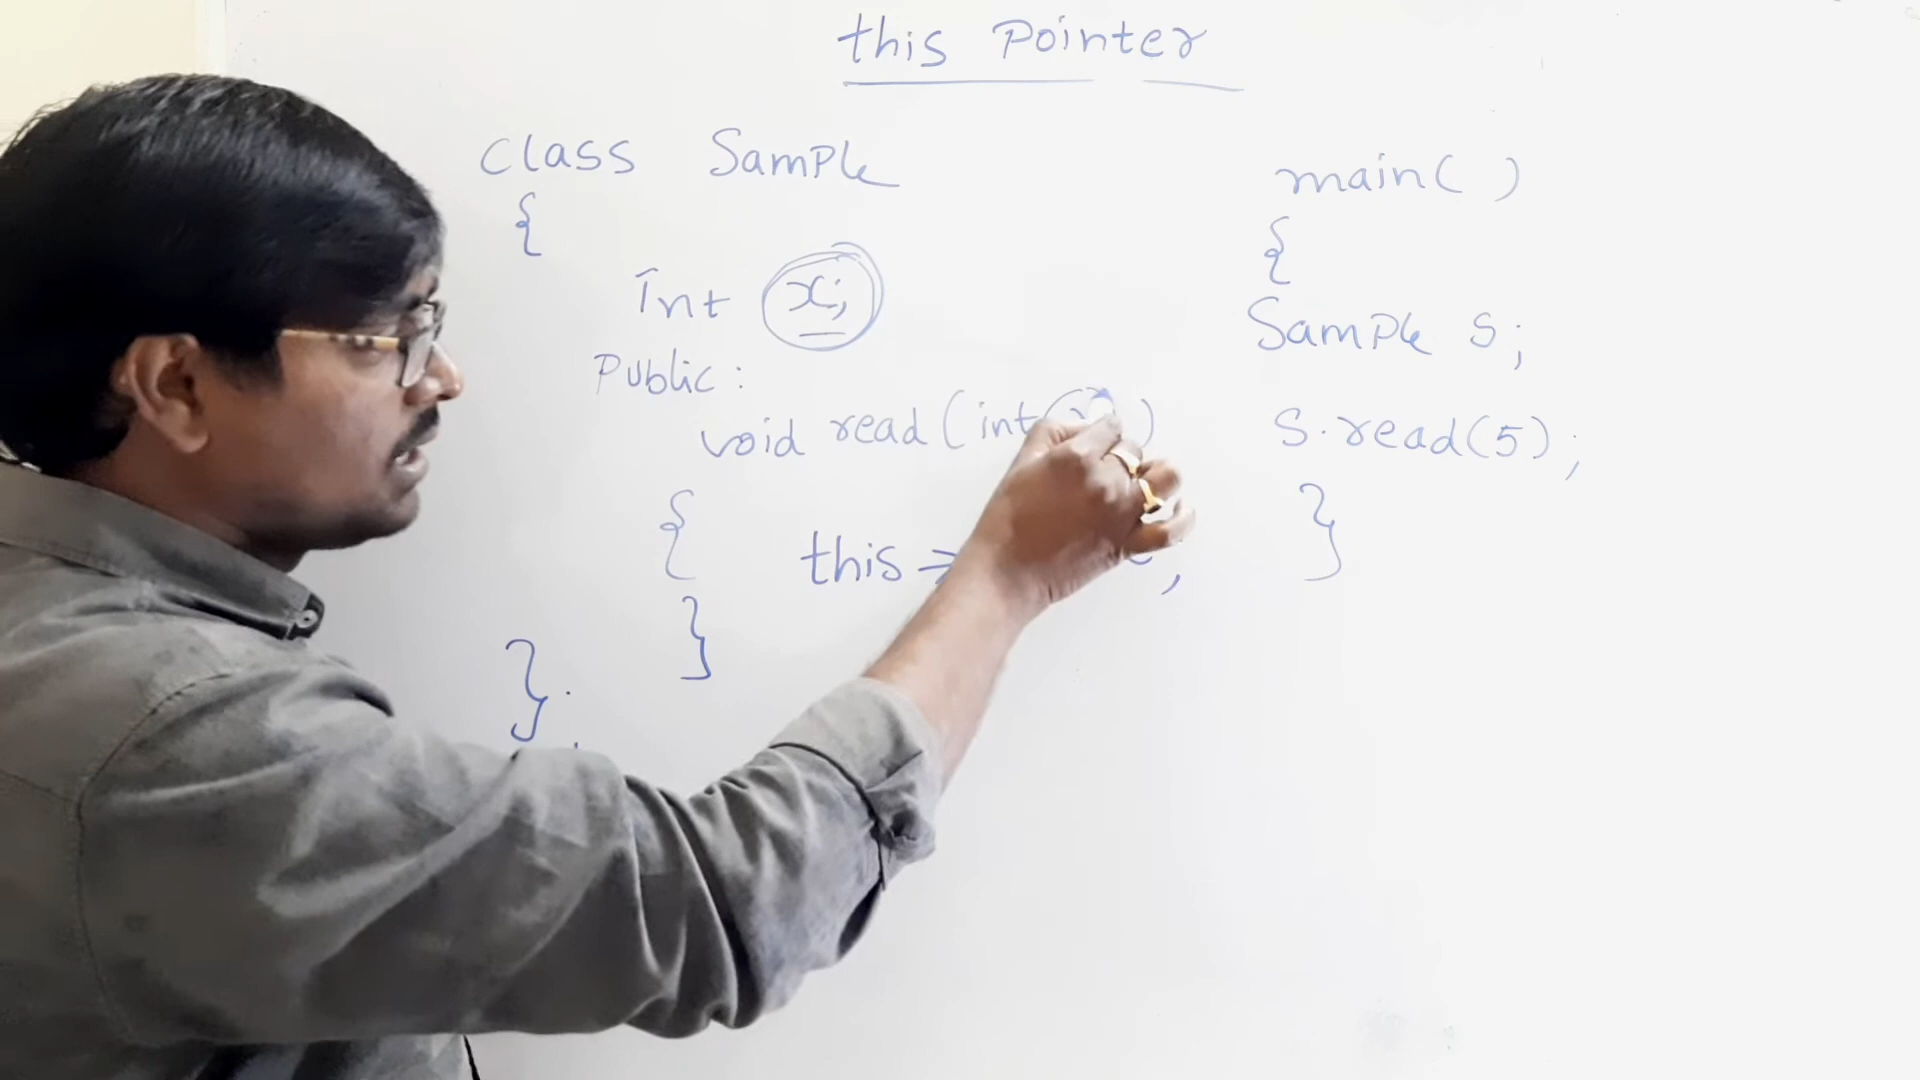 this Pointer
class Sample
{
int x;
Public:
void read (int )
{
this
}
};
main( )
{
Sample S;
S.read(5);
}